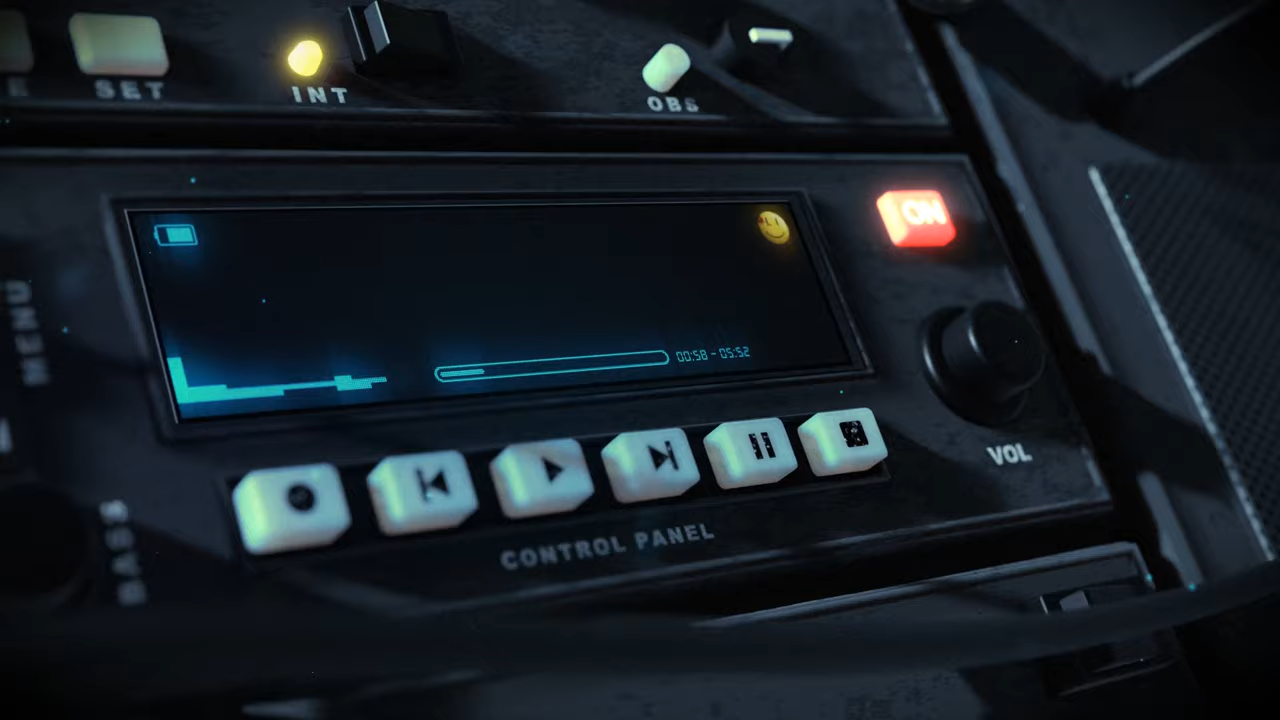 E
SET
INT
OBS
ON
MENU
00:58 - 05:52
VOL
CONTROL PANEL
BASS